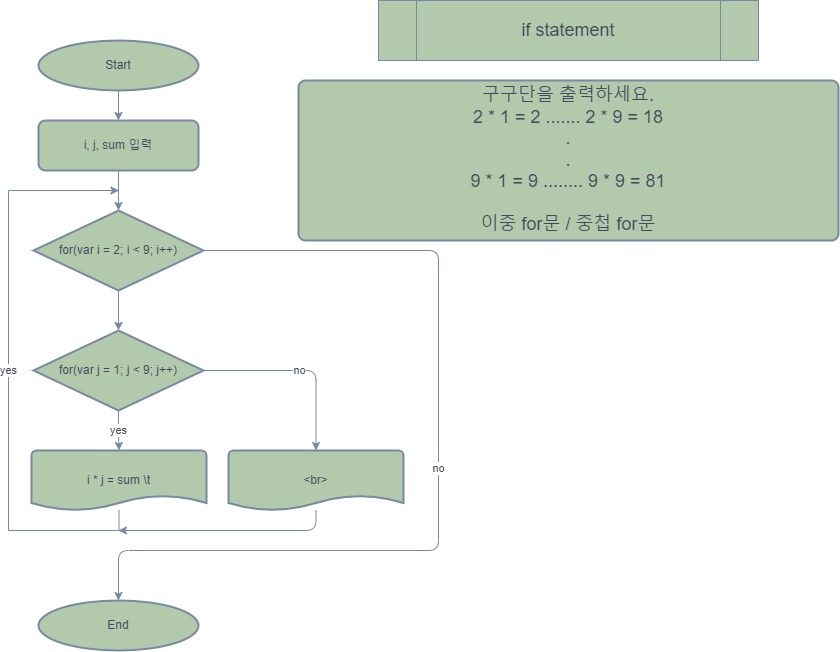 if statement
Start
구구단을 출력하세요.
2 * 1 = 2 ....... 2 * 9 = 18
.
.
9 * 1 = 9 ........ 9 * 9 = 81
이중 for문 / 중첩 for문
i, j, sum 입력
for(var i = 2; i < 9; i++)
for(var j = 1; j < 9; j++)
yes
no
yes
no
i * j = sum \t
<br>
End